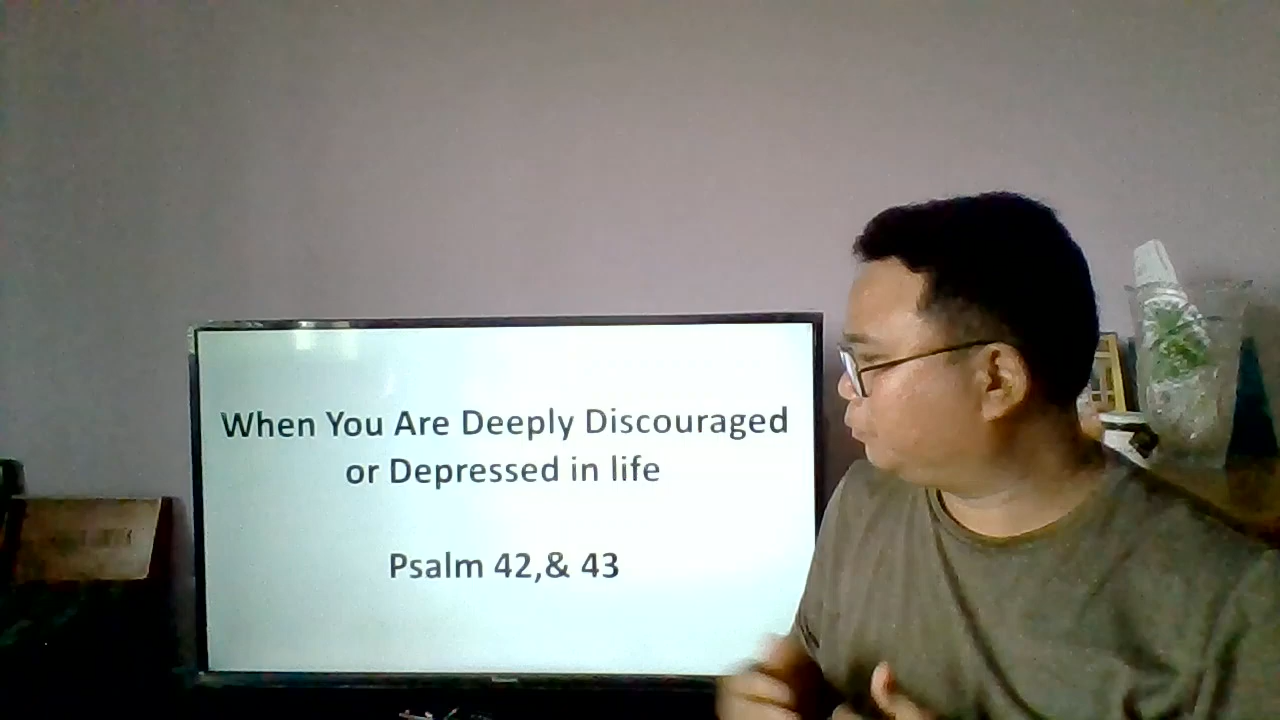 When You Are Deeply Discouraged
or Depressed in life
Psalm 42,& 43